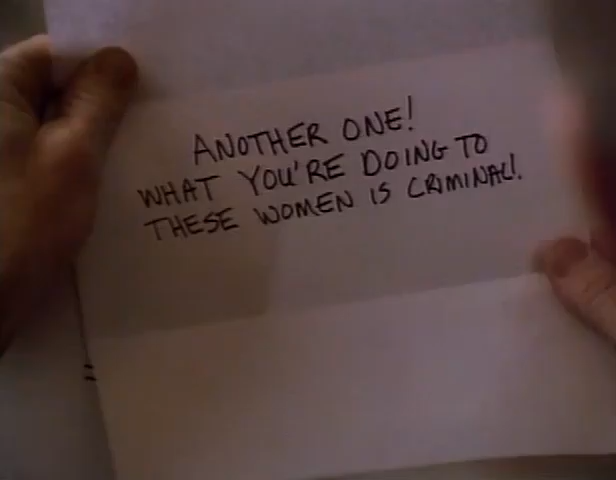 ANOTHER ONE!
WHAT YOU'RE DOING TO
THESE WOMEN IS CRIMINAL!